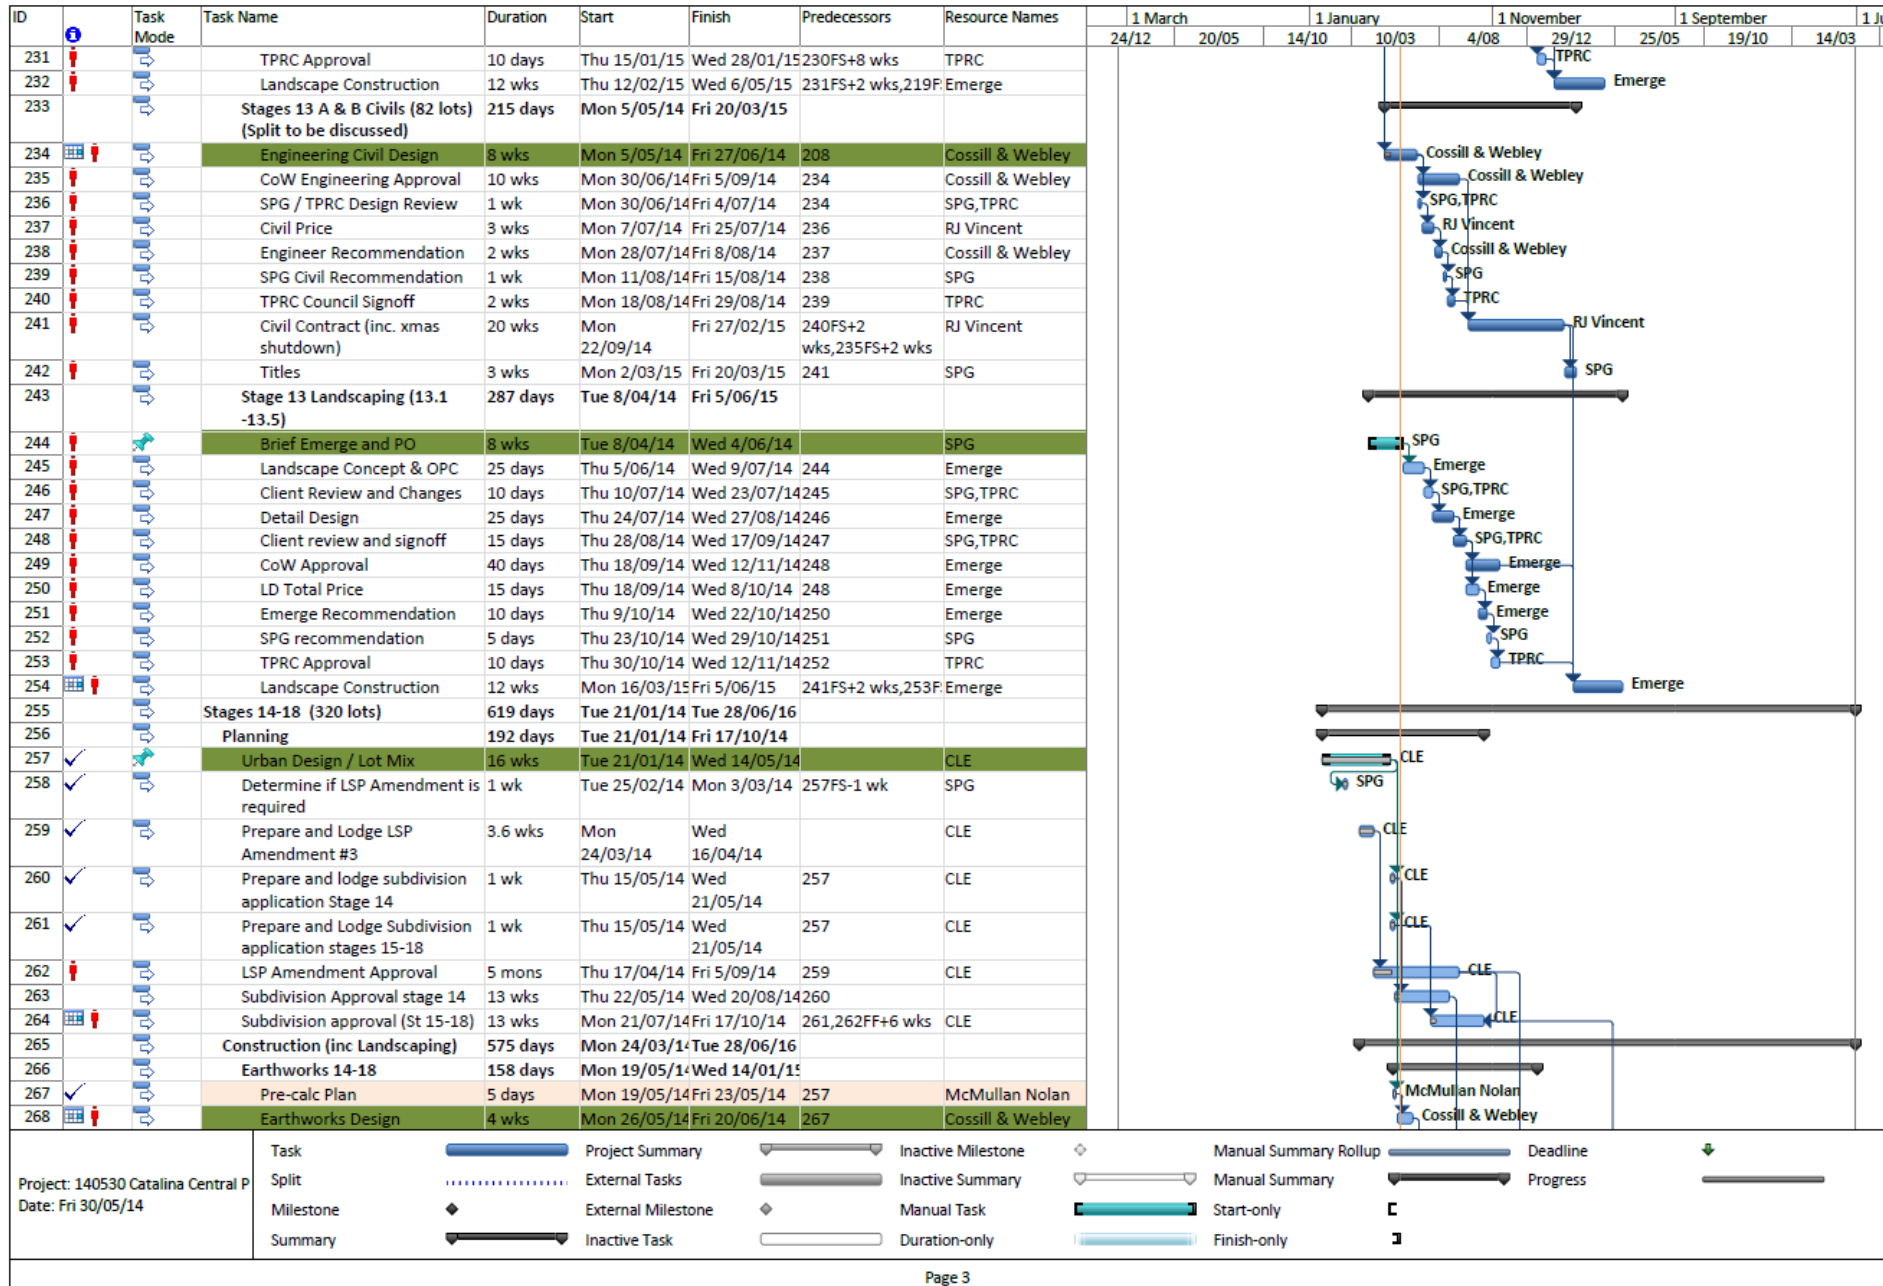 ID Task Mode Task Name Duration Start Finish Predecessors Resource Names 1 March 1 January 1 November 1 September
24/12 20/05 14/10 10/03 4/08 29/12 25/05 19/10 14/03
231 TPRC Approval 10 days Thu 15/01/15 Wed 28/01/15 230FS+8 wks TPRC TPRC
232 Landscape Construction 12 wks Thu 12/02/15 Wed 6/05/15 231FS+2 wks,219F Emerge Emerge
233 Stages 13 A & B Civils (82 lots) 215 days Mon 5/05/14 Fri 20/03/15
(Split to be discussed)
234 Engineering Civil Design 8 wks Mon 5/05/14 Fri 27/06/14 208 Cossill & Webley Cossill & Webley
235 CoW Engineering Approval 10 wks Mon 30/06/14 Fri 5/09/14 234 Cossill & Webley Cossill & Webley
236 SPG / TPRC Design Review 1 wk Mon 30/06/14 Fri 4/07/14 234 SPG,TPRC SPG,TPRC
237 Civil Price 3 wks Mon 7/07/14 Fri 25/07/14 236 RJ Vincent RJ Vincent
238 Engineer Recommendation 2 wks Mon 28/07/14 Fri 8/08/14 237 Cossill & Webley Cossill & Webley
239 SPG Civil Recommendation 1 wk Mon 11/08/14 Fri 15/08/14 238 SPG SPG
240 TPRC Council Signoff 2 wks Mon 18/08/14 Fri 29/08/14 239 TPRC TPRC
241 Civil Contract (inc. xmas 20 wks Mon Fri 27/02/15 240FS+2 RJ Vincent RJ Vincent
shutdown) 22/09/14 wks,235FS+2 wks
242 Titles 3 wks Mon 2/03/15 Fri 20/03/15 241 SPG SPG
243 Stage 13 Landscaping (13.1 287 days Tue 8/04/14 Fri 5/06/15
-13.5)
244 Brief Emerge and PO 8 wks Tue 8/04/14 Wed 4/06/14 SPG SPG
245 Landscape Concept & OPC 25 days Thu 5/06/14 Wed 9/07/14 244 Emerge Emerge
246 Client Review and Changes 10 days Thu 10/07/14 Wed 23/07/14 245 SPG,TPRC SPG,TPRC
247 Detail Design 25 days Thu 24/07/14 Wed 27/08/14 246 Emerge Emerge
248 Client review and signoff 15 days Thu 28/08/14 Wed 17/09/14 247 SPG,TPRC SPG,TPRC
249 CoW Approval 40 days Thu 18/09/14 Wed 12/11/14 248 Emerge Emerge
250 LD Total Price 15 days Thu 18/09/14 Wed 8/10/14 248 Emerge Emerge
251 Emerge Recommendation 10 days Thu 9/10/14 Wed 22/10/14 250 Emerge Emerge
252 SPG recommendation 5 days Thu 23/10/14 Wed 29/10/14 251 SPG SPG
253 TPRC Approval 10 days Thu 30/10/14 Wed 12/11/14 252 TPRC TPRC
254 Landscape Construction 12 wks Mon 16/03/15 Fri 5/06/15 241FS+2 wks,253F Emerge Emerge
255 Stages 14-18 (320 lots) 619 days Tue 21/01/14 Tue 28/06/16
256 Planning 192 days Tue 21/01/14 Fri 17/10/14
257 Urban Design / Lot Mix 16 wks Tue 21/01/14 Wed 14/05/14 CLE CLE
258 Determine if LSP Amendment is 1 wk Tue 25/02/14 Mon 3/03/14 257FS-1 wk SPG SPG
required
259 Prepare and Lodge LSP 3.6 wks Mon Wed CLE CLE
Amendment #3 24/03/14 16/04/14
260 Prepare and lodge subdivision 1 wk Thu 15/05/14 Wed 257 CLE CLE
application Stage 14 21/05/14
261 Prepare and Lodge Subdivision 1 wk Thu 15/05/14 Wed 257 CLE CLE
application stages 15-18 21/05/14
262 LSP Amendment Approval 5 mons Thu 17/04/14 Fri 5/09/14 259 CLE CLE
263 Subdivision Approval stage 14 13 wks Thu 22/05/14 Wed 20/08/14 260
264 Subdivision approval (St 15-18) 13 wks Mon 21/07/14 Fri 17/10/14 261,262FF+6 wks CLE CLE
265 Construction (inc Landscaping) 575 days Mon 24/03/14 Tue 28/06/16
266 Earthworks 14-18 158 days Mon 19/05/14 Wed 14/01/15
267 Pre-calc Plan 5 days Mon 19/05/14 Fri 23/05/14 257 McMullan Nolan McMullan Nolan
268 Earthworks Design 4 wks Mon 26/05/14 Fri 20/06/14 267 Cossill & Webley Cossill & Webley
Project: 140530 Catalina Central P
Date: Fri 30/05/14
Task Project Summary Inactive Milestone Manual Summary Rollup Deadline
Split External Tasks Inactive Summary Manual Summary Progress
Milestone External Milestone Manual Task Start-only
Summary Inactive Task Duration-only Finish-only
Page 3